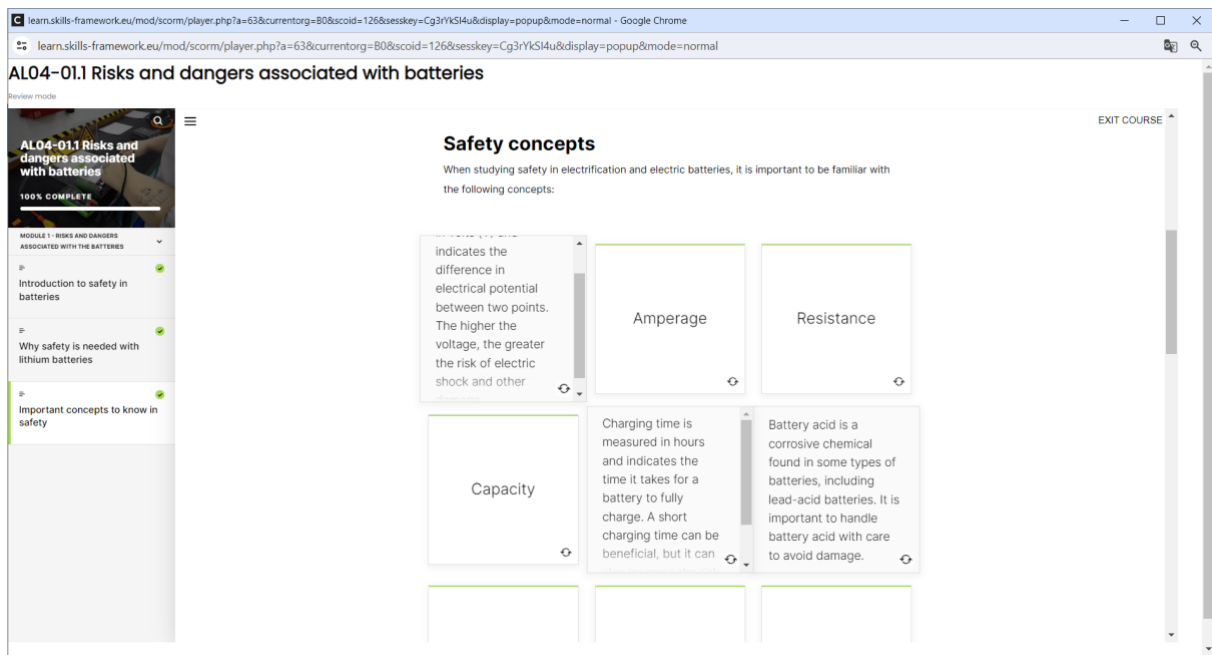 learn.skills-framework.eu/mod/scorm/player.php?a=63&currentorg=B0&scoid=126&sesskey=Cg3rYkSI4u&display=popup&mode=normal - Google Chrome
learn.skills-framework.eu/mod/scorm/player.php?a=63&currentorg=B0&scoid=126&sesskey=Cg3rYkSI4u&display=popup&mode=normal
AL04-01.1 Risks and dangers associated with batteries
Review mode
AL04-01.1 Risks and
dangers associated
with batteries
100% COMPLETE
MODULE 1 - RISKS AND DANGERS
ASSOCIATED WITH THE BATTERIES
Introduction to safety in
batteries
Why safety is needed with
lithium batteries
Important concepts to know in
safety
EXIT COURSE
Safety concepts
When studying safety in electrification and electric batteries, it is important to be familiar with
the following concepts:
indicates the
difference in
electrical potential
between two points.
The higher the
voltage, the greater
the risk of electric
shock and other
Amperage
Resistance
Capacity
Charging time is
measured in hours
and indicates the
time it takes for a
battery to fully
charge. A short
charging time can be
beneficial, but it can
Battery acid is a
corrosive chemical
found in some types of
batteries, including
lead-acid batteries. It is
important to handle
battery acid with care
to avoid damage.